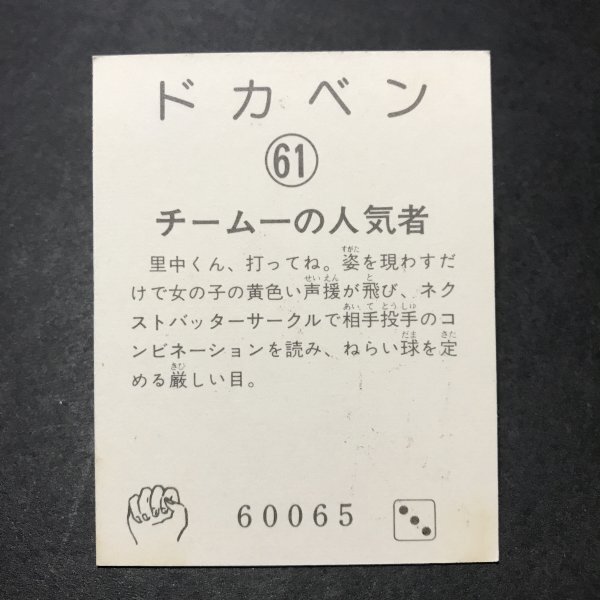 ドカベン
61
チーム一の人気者
里中くん、打ってね。姿を現わすだ
けで女の子の黄色い声援が飛び、ネク
ストバッターサークルで相手投手のコ
ンビネーションを読み、ねらい球を定
める厳しい目。
60065